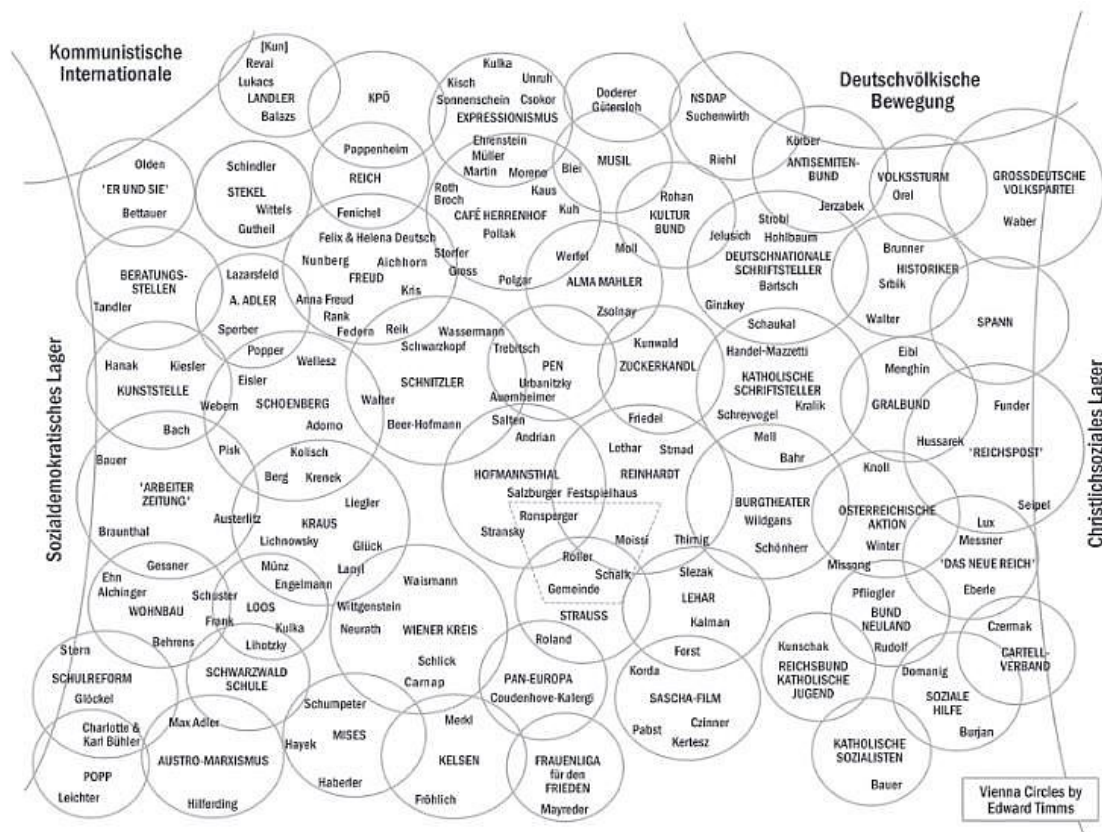 Kommunistische
Internationale
[Kun]
Revai
Lukacs
LANDLER
Balazs
KPÖ
Kulka
Kisch
Unruh
Sonnenschein
Csokor
EXPRESSIONISMUS
Doderer
Gütersloh
NSDAP
Suchenwirth
Riehl
Deutschvölkische
Bewegung
Körber
ANTISEMITEN-
BUND
Jerzabek
VOLKSSTURM
Orel
GROSSDEUTSCHE
VOLKSPARTEI
Waber
Olden
'ER UND SIE'
Bettauer
Schindler
STEKEL
Wittels
Gutheil
Pappenheim
REICH
Fenichel
Ehrenstein
Müller
Martin
Moreno
Blei
MUSIL
Roth
Broch
Kaus
CAFÉ HERRENHOF
Kuh
Pollak
Rohan
KULTUR
BUND
Strobl
Jelusich
Hohlbaum
DEUTSCHNATIONALE
SCHRIFTSTELLER
Bartsch
Ginzkey
Schaukal
Brunner
HISTORIKER
Srbik
Walter
SPANN
BERATUNGS-
STELLEN
Tandler
Lazarsfeld
A. ADLER
Sperber
Popper
Felix & Helena Deutsch
Nunberg
Aichhorn
FREUD
Storfer
Gross
Kris
Anna Freud
Rank
Federn
Reik
Polgar
Werfel
Moll
ALMA MAHLER
Zsolnay
Sozialdemokratisches Lager
Hanak
Kiesler
KUNSTSTELLE
Webern
Bach
Wellesz
Eisler
SCHOENBERG
Adorno
Pisk
Kolisch
Berg
Krenek
Wassermann
Schwarzkopf
SCHNITZLER
Walter
Beer-Hofmann
Trebitsch
PEN
Urbanitzky
Auernheimer
Salten
Kunwald
ZUCKERKANDL
Friedel
Handel-Mazzetti
KATHOLISCHE
SCHRIFTSTELLER
Kralik
Schreyvogel
Mell
Bahr
Eibl
Menghin
GRALBUND
Hussarek
Funder
'REICHSPOST'
Seipel
Christlichsoziales Lager
Bauer
'ARBEITER
ZEITUNG'
Braunthal
Austerlitz
Gessner
Liegler
KRAUS
Lichnowsky
Glück
Münz
Lanyi
Engelmann
Andrian
HOFMANNSTHAL
Lothar
Strnad
REINHARDT
Salzburger Festspielhaus
Ronsperger
Stransky
Moissi
Thimig
Roller
Schalk
Gemeinde
STRAUSS
BURGTHEATER
Wildgans
Schönherr
Knoll
ÖSTERREICHISCHE
AKTION
Winter
Missong
Lux
Messner
'DAS NEUE REICH'
Eberle
Ehn
Aichinger
WOHNBAU
Schuster
Frank
Behrens
LOOS
Kulka
Lihotzky
Waismann
Wittgenstein
Neurath
WIENER KREIS
Schlick
Carnap
Slezak
LEHAR
Kalman
Forst
Pfliegler
BUND
NEULAND
Rudolf
Czermak
CARTELL-
VERBAND
Stern
SCHULREFORM
Glöckel
SCHWARZWALD
SCHULE
Roland
PAN-EUROPA
Coudenhove-Kalergi
Korda
SASCHA-FILM
Czinner
Pabst
Kertesz
Kunschak
REICHSBUND
KATHOLISCHE
JUGEND
Domanig
SOZIALE
HILFE
Burjan
Charlotte &
Karl Bühler
POPP
Leichter
Max Adler
AUSTRO-MARXISMUS
Hilferding
Schumpeter
MISES
Hayek
Haberler
Merkl
KELSEN
Fröhlich
FRAUENLIGA
für den
FRIEDEN
Mayreder
KATHOLISCHE
SOZIALISTEN
Bauer
Vienna Circles by
Edward Timms